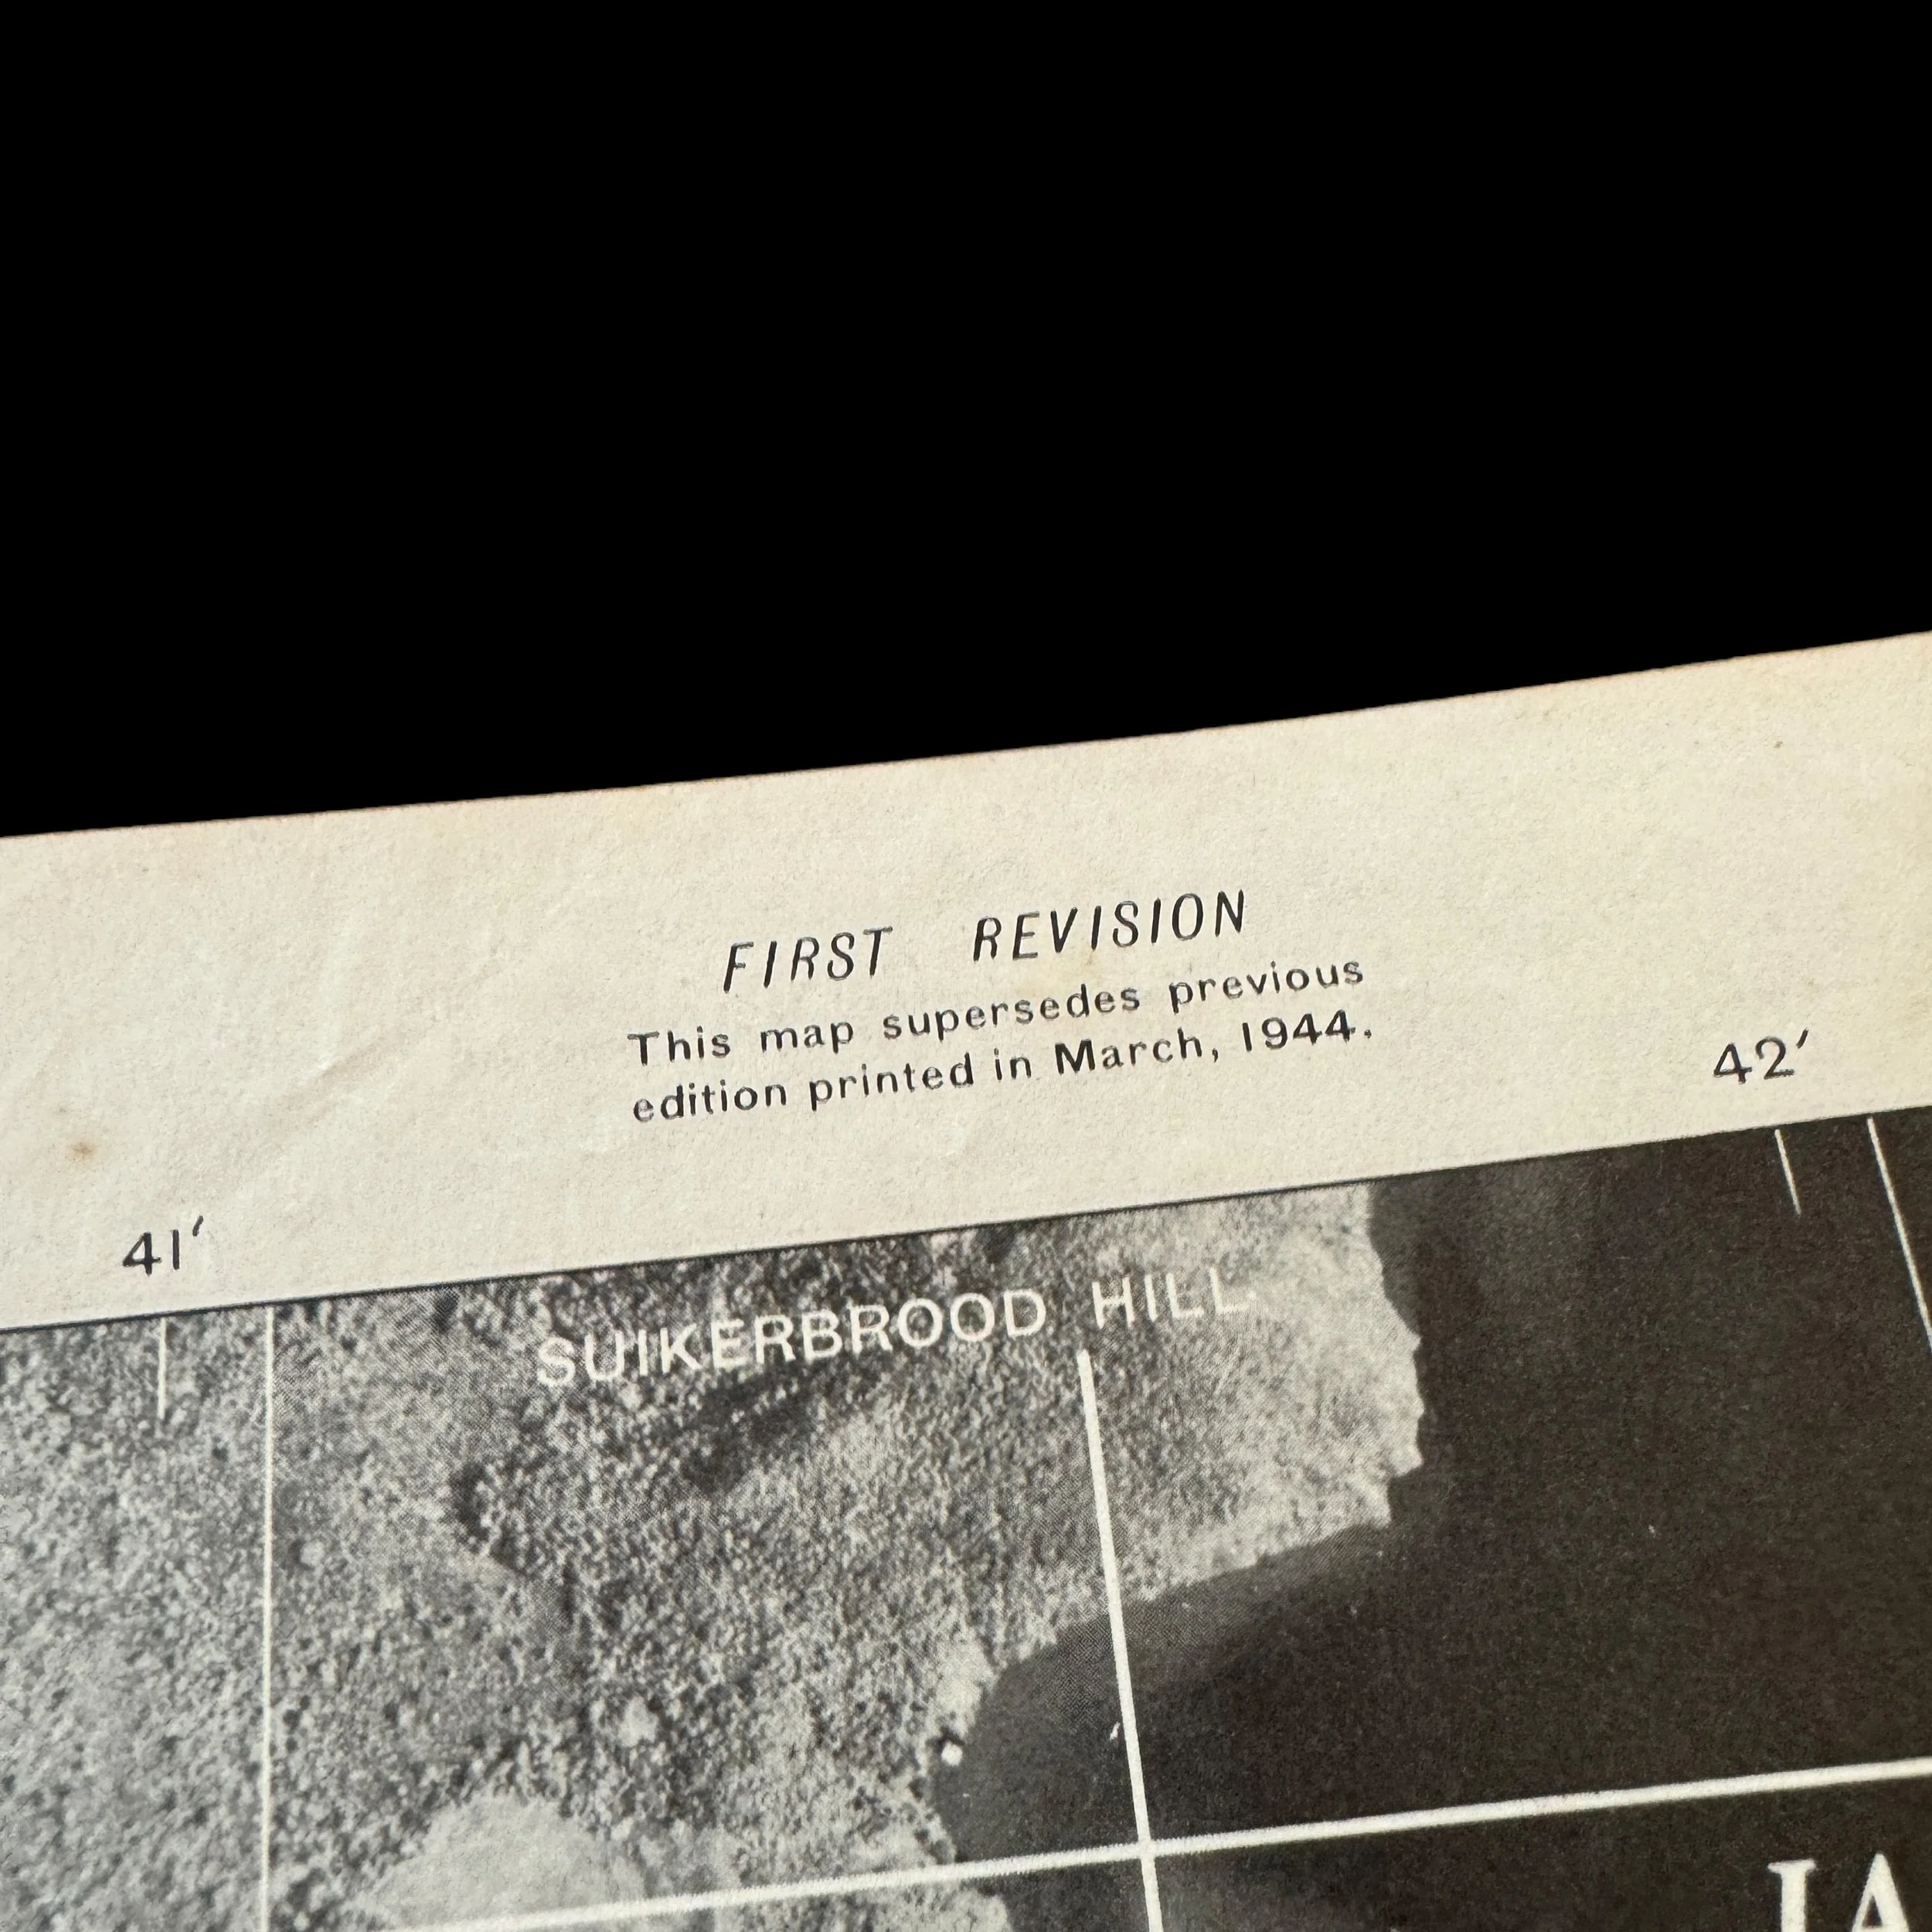 FIRST REVISION
This map supersedes previous
edition printed in March, 1944.
42′
41′
SUIKERBROOD HILL